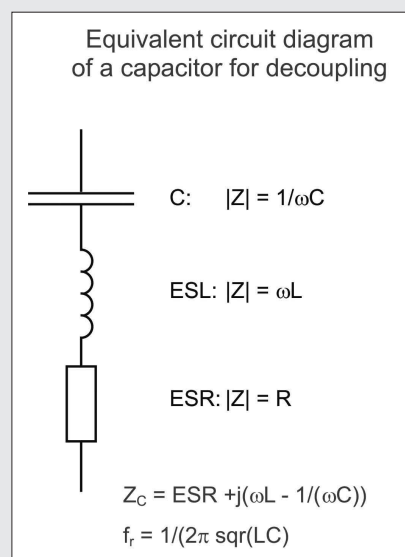 Equivalent circuit diagram
of a capacitor for decoupling
C: |Z| = 1/ωC
ESL: |Z| = ωL
ESR: |Z| = R
Z_C = ESR +j(ωL - 1/(ωC))
f_r = 1/(2π sqr(LC)